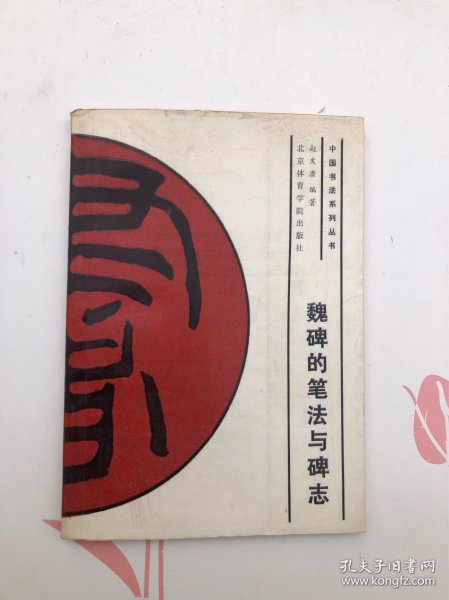 中国书法系列丛书
赵发潜 编著
北京体育学院出版社
魏碑的笔法与碑志
孔夫子旧书网
www.kongfz.com